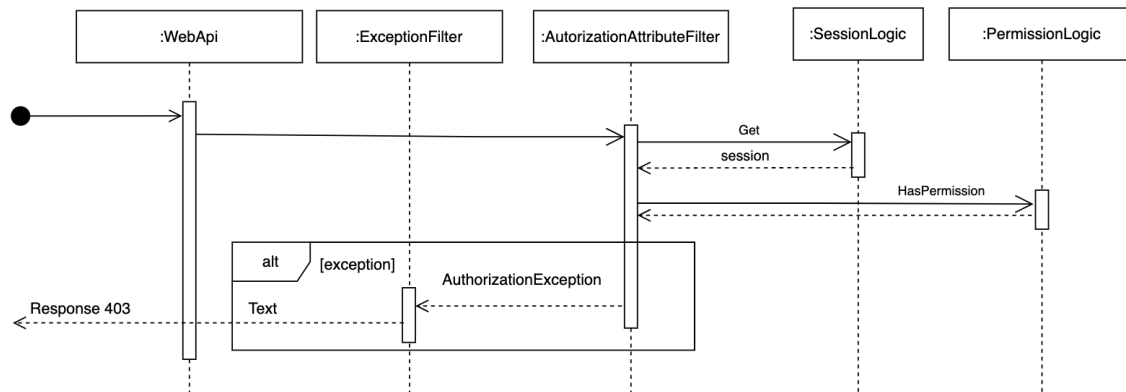 :WebApi
:ExceptionFilter
:AutorizationAttributeFilter
:SessionLogic
:PermissionLogic
Get
session
HasPermission
alt
[exception]
AuthorizationException
Response 403
Text